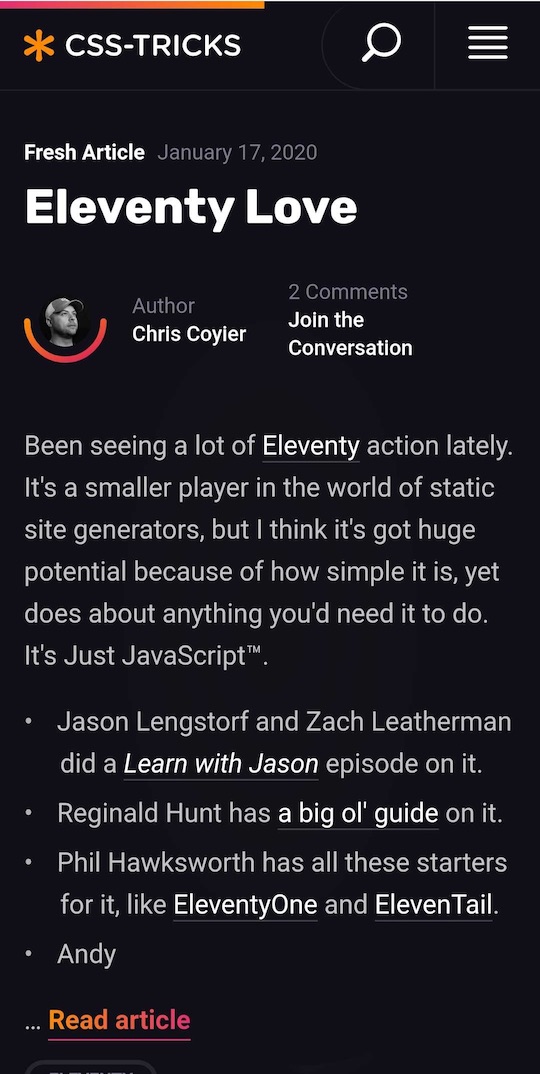 CSS-TRICKS
Fresh Article January 17, 2020
Eleventy Love
Author
Chris Coyier
2 Comments
Join the
Conversation
Been seeing a lot of Eleventy action lately.
It's a smaller player in the world of static
site generators, but I think it's got huge
potential because of how simple it is, yet
does about anything you'd need it to do.
It's Just JavaScript™.
• Jason Lengstorf and Zach Leatherman
did a Learn with Jason episode on it.
• Reginald Hunt has a big ol' guide on it.
• Phil Hawksworth has all these starters
for it, like EleventyOne and ElevenTail.
• Andy
… Read article